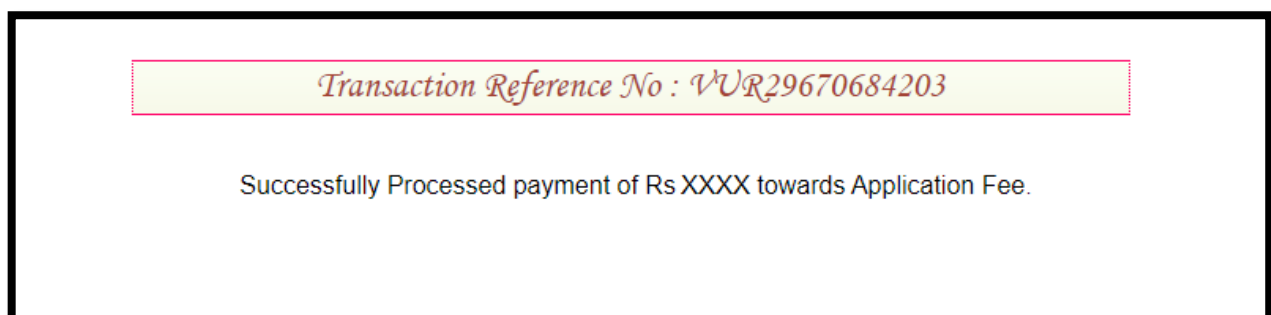 Transaction Reference No : VUR29670684203
Successfully Processed payment of Rs XXXX towards Application Fee.